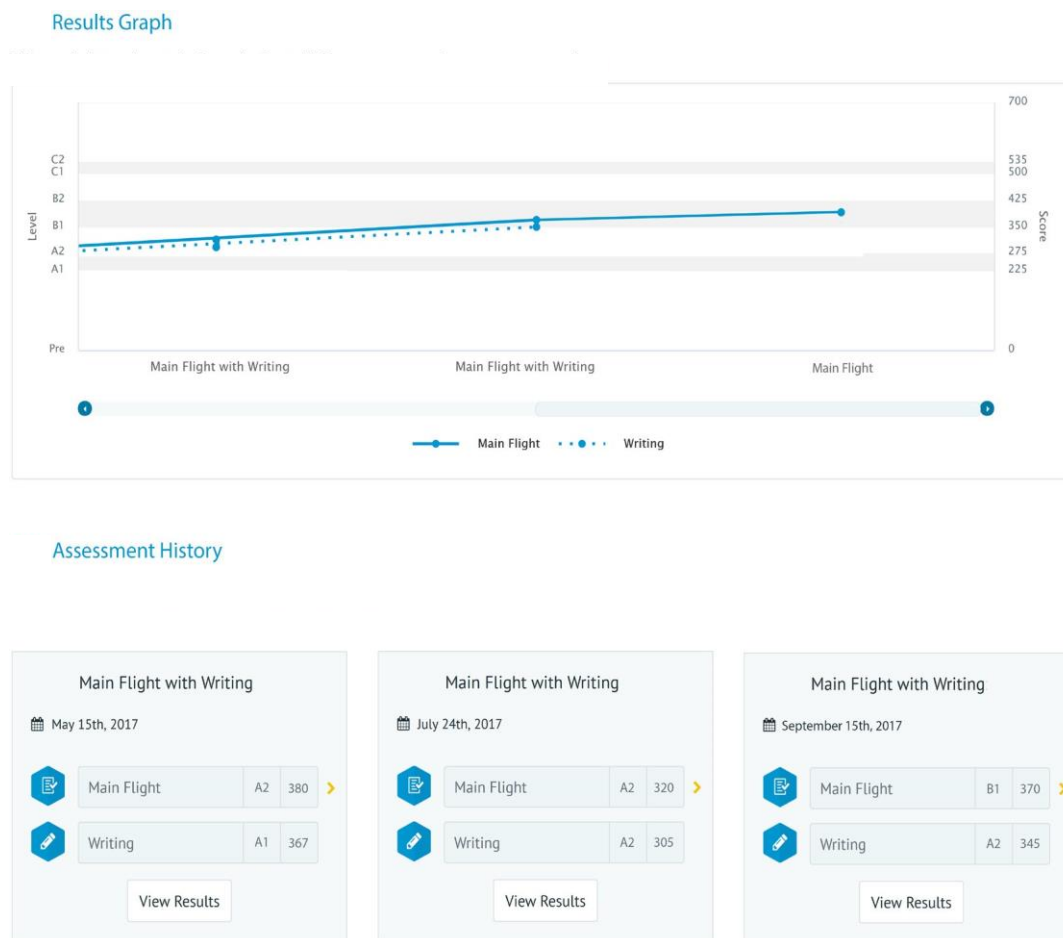 Results Graph
700
C2
535
C1
500
B2
425
B1
350
A2
275
A1
225
Level
Score
Pre
0
Main Flight with Writing
Main Flight with Writing
Main Flight
Main Flight
Writing
Assessment History
Main Flight with Writing
May 15th, 2017
Main Flight A2 380
Writing A1 367
View Results
Main Flight with Writing
July 24th, 2017
Main Flight A2 320
Writing A2 305
View Results
Main Flight with Writing
September 15th, 2017
Main Flight B1 370
Writing A2 345
View Results